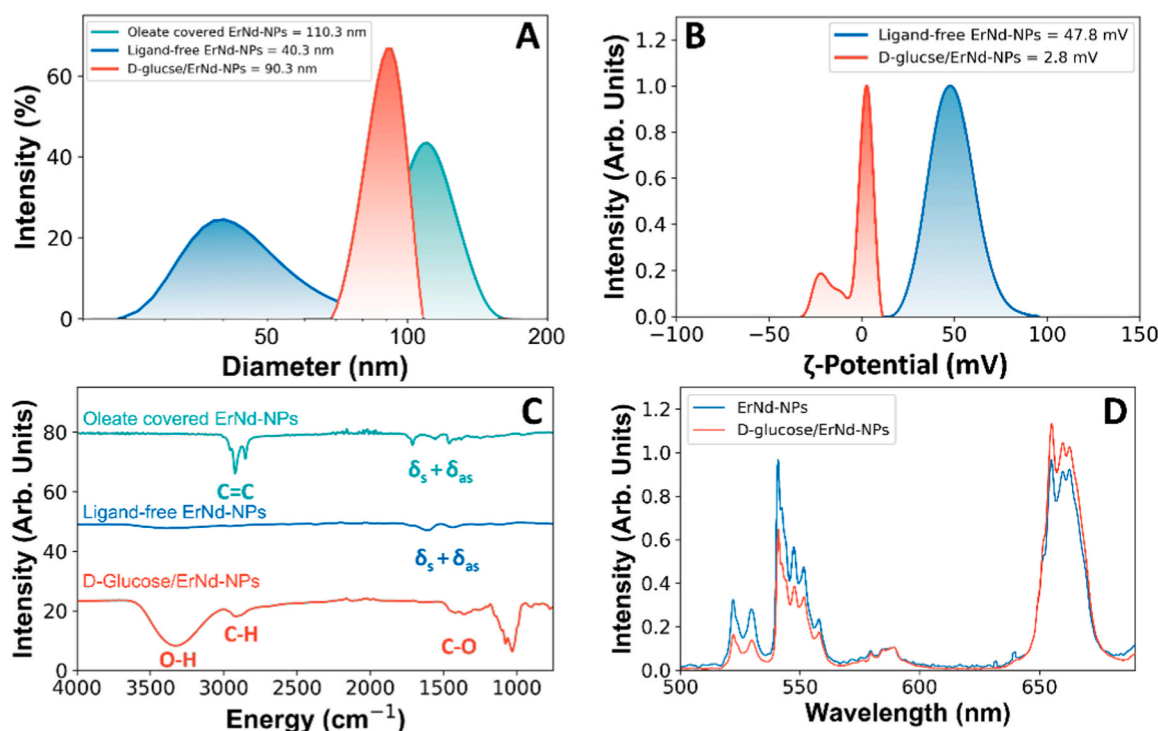 A
Oleate covered ErNd-NPs = 110.3 nm
Ligand-free ErNd-NPs = 40.3 nm
D-glucse/ErNd-NPs = 90.3 nm
Intensity (%)
60
40
20
0
50
100
200
Diameter (nm)
B
Ligand-free ErNd-NPs = 47.8 mV
D-glucse/ErNd-NPs = 2.8 mV
Intensity (Arb. Units)
1.2
1.0
0.8
0.6
0.4
0.2
0.0
−100
−50
0
50
100
150
ζ-Potential (mV)
C
Oleate covered ErNd-NPs
C=C
δs + δas
Ligand-free ErNd-NPs
δs + δas
D-Glucose/ErNd-NPs
O-H
C-H
C-O
Intensity (Arb. Units)
80
60
40
20
0
4000
3000
2000
1500
1000
Energy (cm−1)
D
ErNd-NPs
D-glucose/ErNd-NPs
Intensity (Arb. Units)
1.2
1.0
0.8
0.6
0.4
0.2
0.0
500
550
600
650
Wavelength (nm)